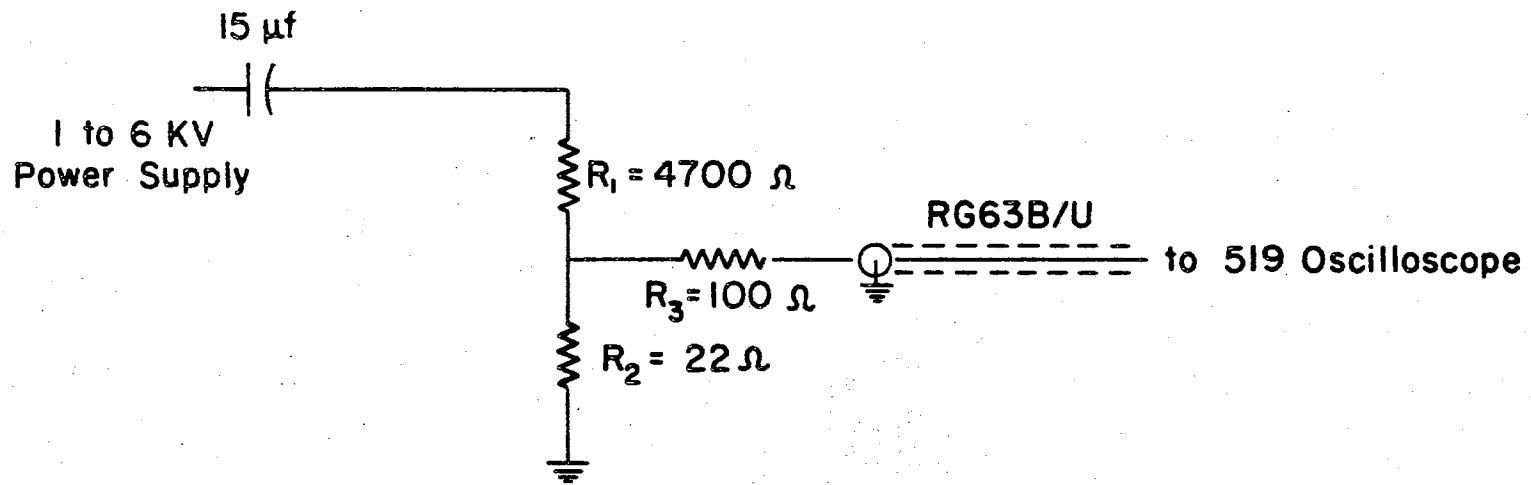 15 µf
1 to 6 KV
Power Supply
R₁ = 4700 Ω
RG63B/U
to 519 Oscilloscope
R₃=100 Ω
R₂ = 22 Ω